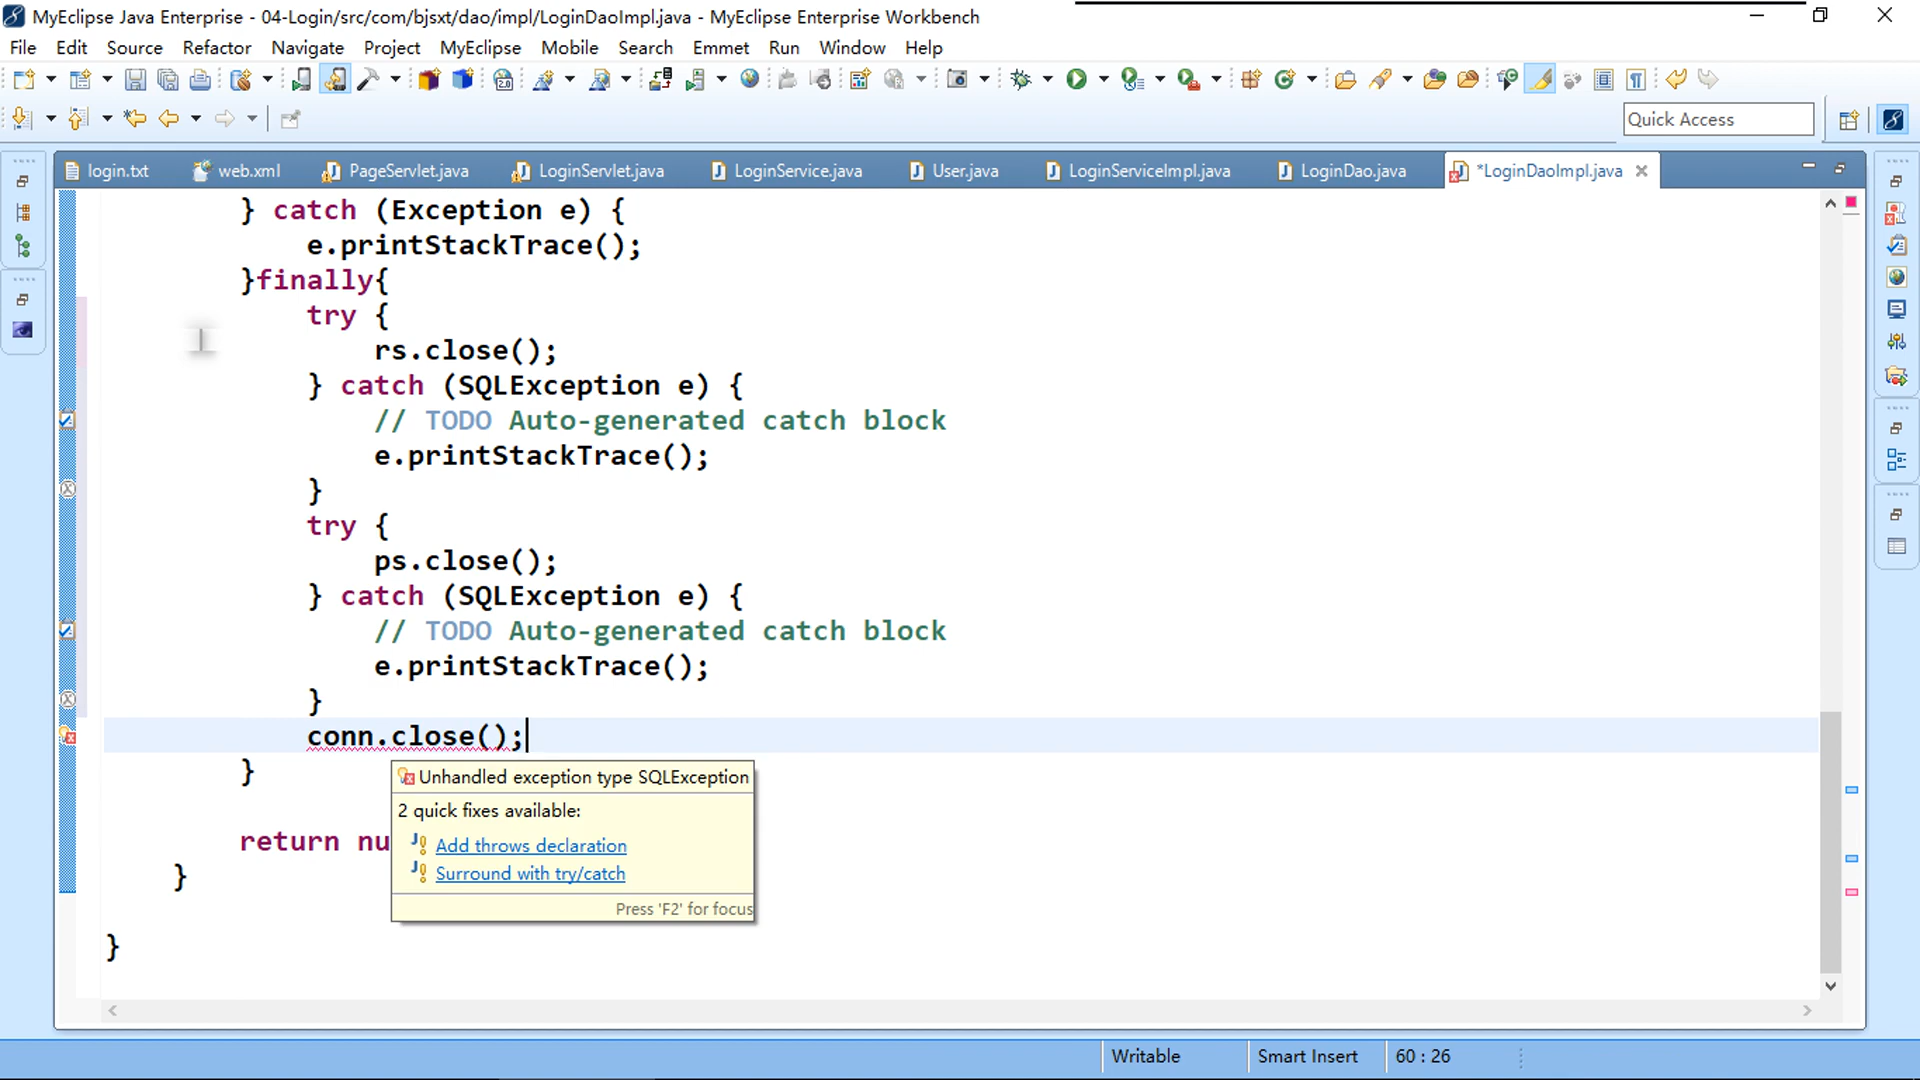 MyEclipse Java Enterprise - 04-Login/src/com/bjsxt/dao/impl/LoginDaoImpl.java - MyEclipse Enterprise Workbench
File Edit Source Refactor Navigate Project MyEclipse Mobile Search Emmet Run Window Help
Quick Access
login.txt web.xml PageServlet.java LoginServlet.java LoginService.java User.java LoginServiceImpl.java LoginDao.java *LoginDaoImpl.java
} catch (Exception e) {
e.printStackTrace();
}finally{
try {
rs.close();
} catch (SQLException e) {
// TODO Auto-generated catch block
e.printStackTrace();
}
try {
ps.close();
} catch (SQLException e) {
// TODO Auto-generated catch block
e.printStackTrace();
}
conn.close();
}
Unhandled exception type SQLException
2 quick fixes available:
return nu
Add throws declaration
Surround with try/catch
}
Press 'F2' for focus
}
Writable Smart Insert 60 : 26